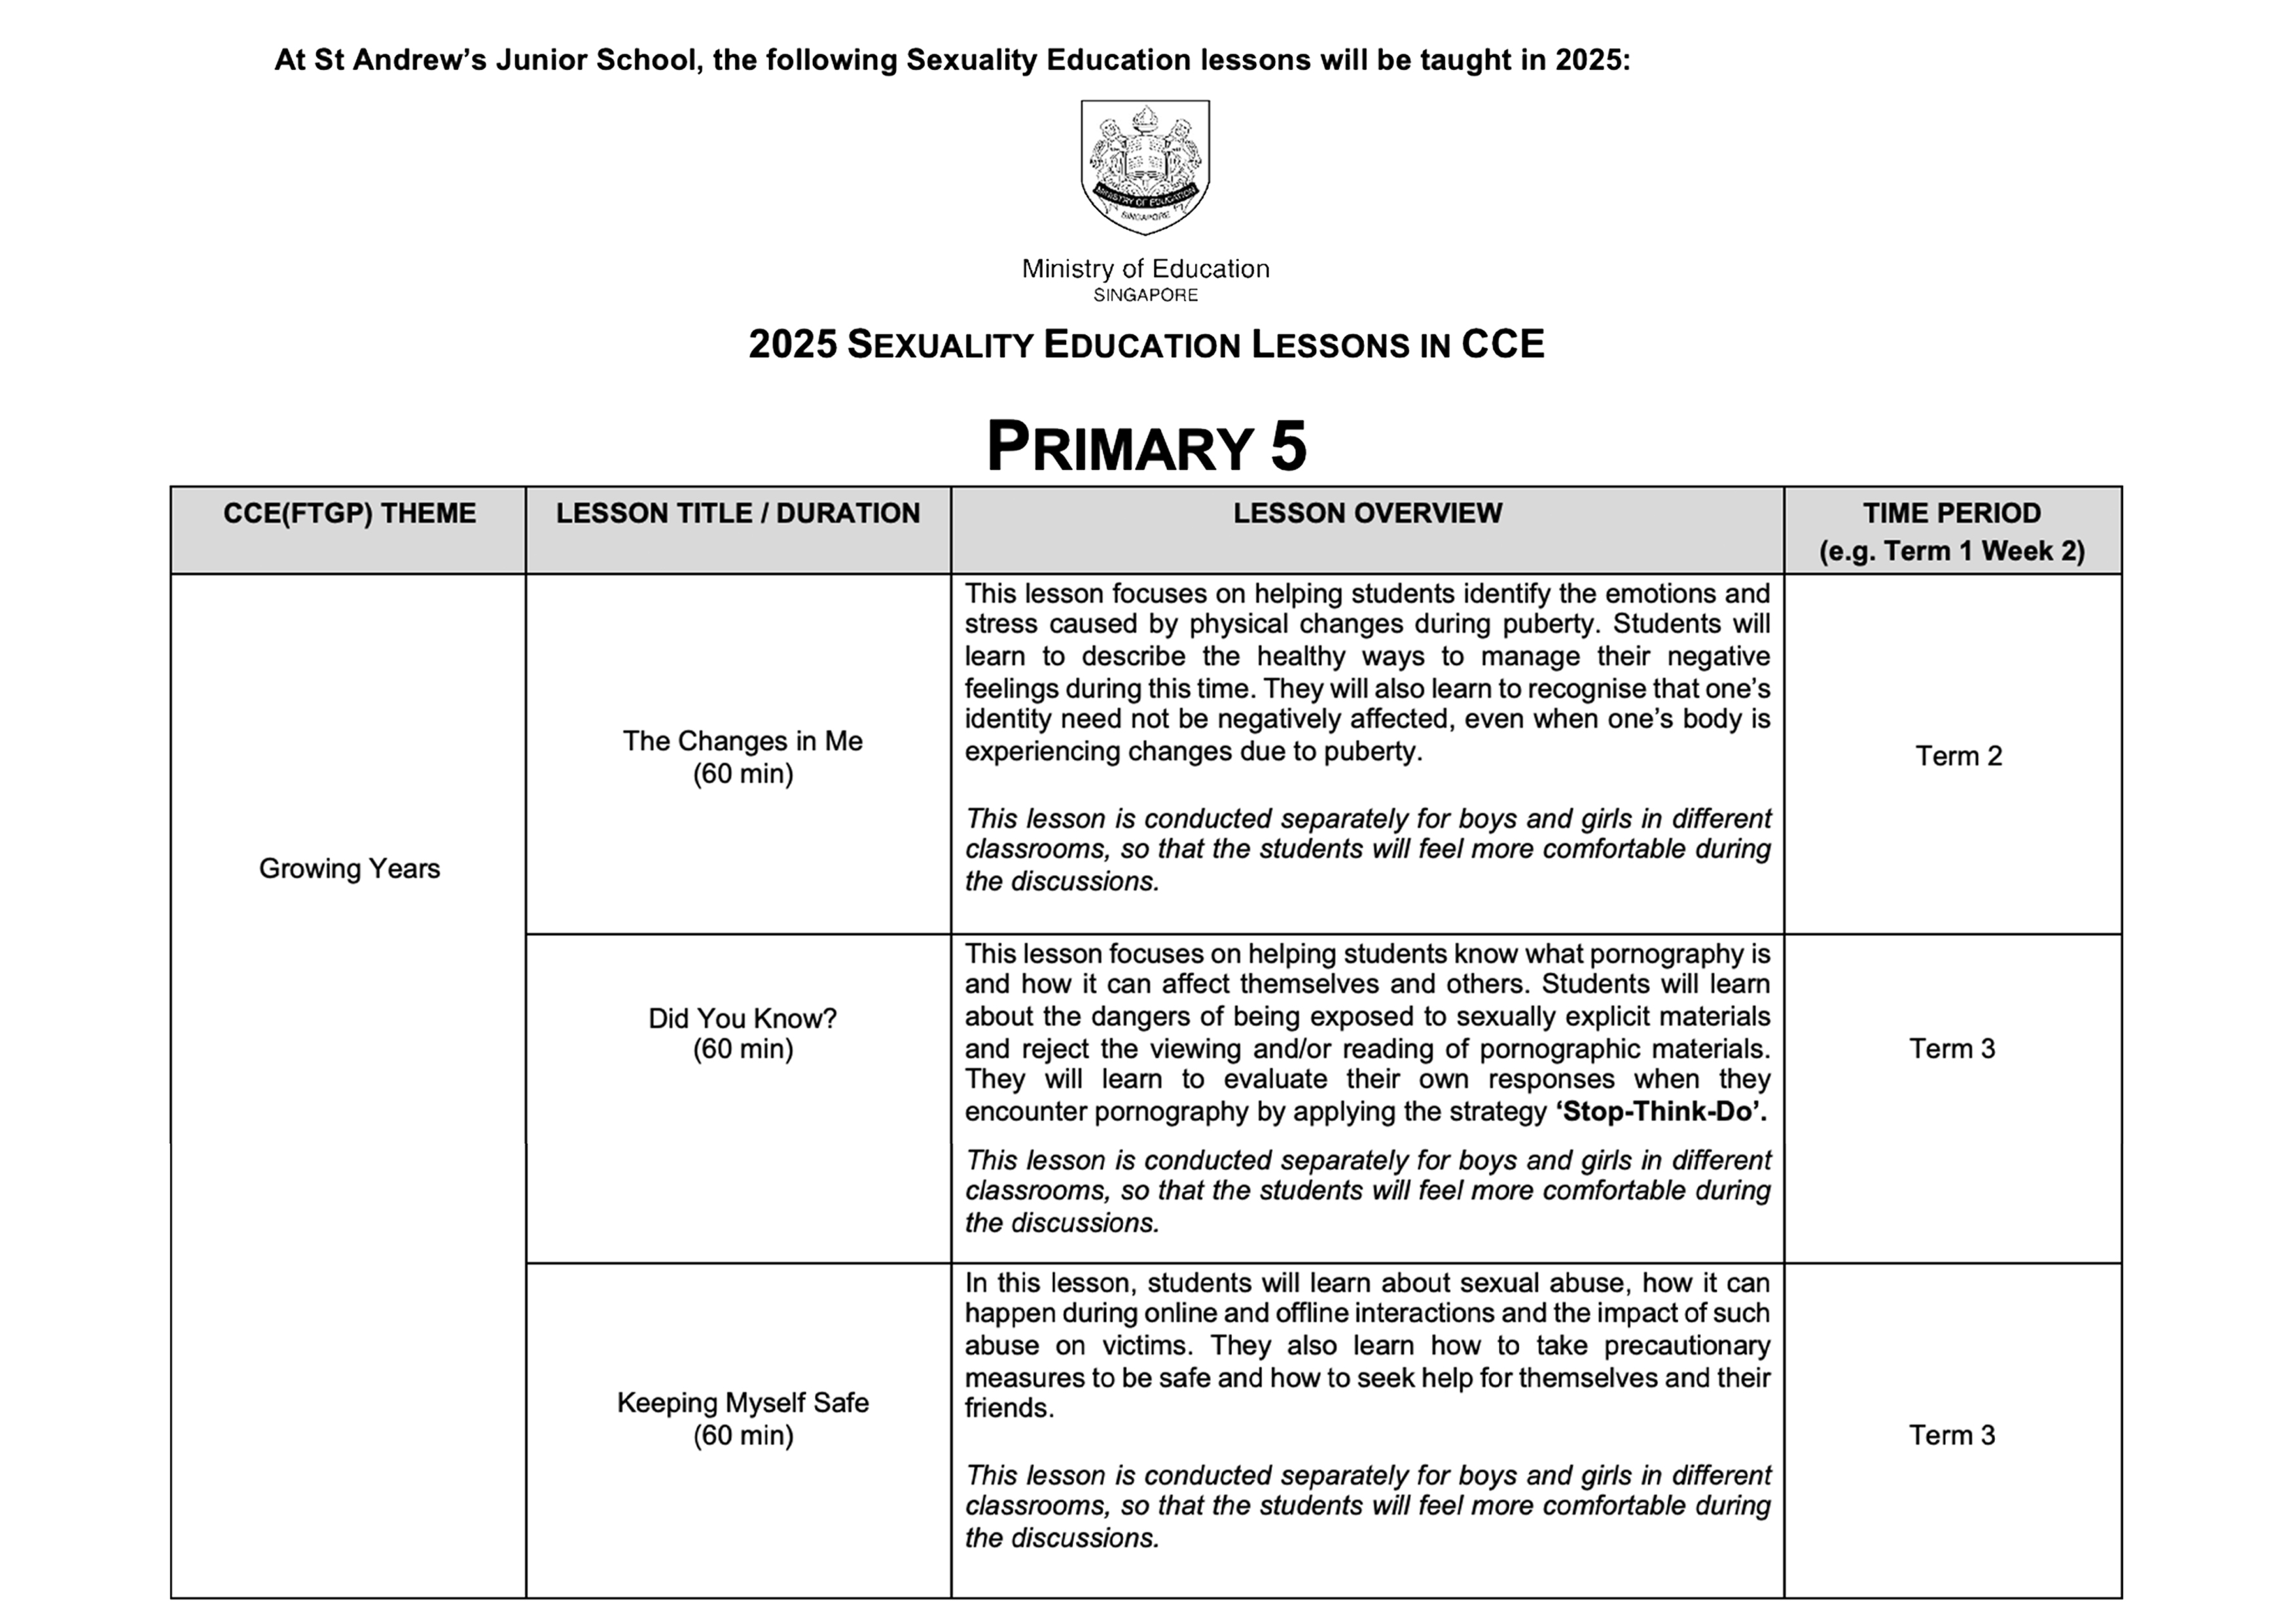 At St Andrew’s Junior School, the following Sexuality Education lessons will be taught in 2025:
MINISTRY OF EDUCATION
SINGAPORE
Ministry of Education
SINGAPORE
2025 SEXUALITY EDUCATION LESSONS IN CCE
PRIMARY 5
CCE(FTGP) THEME
LESSON TITLE / DURATION
LESSON OVERVIEW
TIME PERIOD
(e.g. Term 1 Week 2)
Growing Years
The Changes in Me
(60 min)
This lesson focuses on helping students identify the emotions and
stress caused by physical changes during puberty. Students will
learn to describe the healthy ways to manage their negative
feelings during this time. They will also learn to recognise that one’s
identity need not be negatively affected, even when one’s body is
experiencing changes due to puberty.
This lesson is conducted separately for boys and girls in different
classrooms, so that the students will feel more comfortable during
the discussions.
Term 2
Did You Know?
(60 min)
This lesson focuses on helping students know what pornography is
and how it can affect themselves and others. Students will learn
about the dangers of being exposed to sexually explicit materials
and reject the viewing and/or reading of pornographic materials.
They will learn to evaluate their own responses when they
encounter pornography by applying the strategy ‘Stop-Think-Do’.
This lesson is conducted separately for boys and girls in different
classrooms, so that the students will feel more comfortable during
the discussions.
Term 3
Keeping Myself Safe
(60 min)
In this lesson, students will learn about sexual abuse, how it can
happen during online and offline interactions and the impact of such
abuse on victims. They also learn how to take precautionary
measures to be safe and how to seek help for themselves and their
friends.
This lesson is conducted separately for boys and girls in different
classrooms, so that the students will feel more comfortable during
the discussions.
Term 3